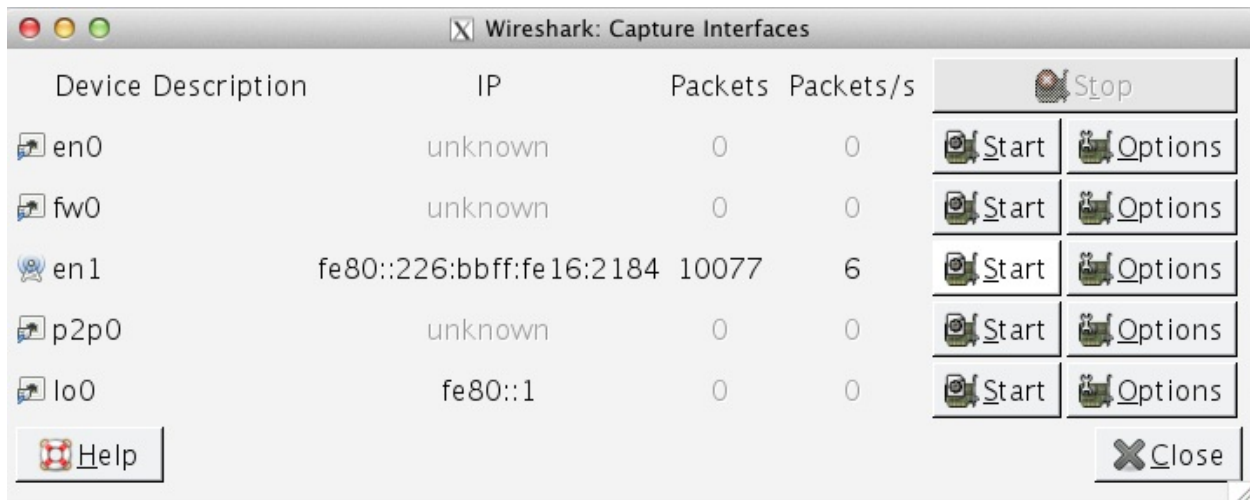 Wireshark: Capture Interfaces
Device Description IP Packets Packets/s Stop
en0 unknown 0 0 Start Options
fw0 unknown 0 0 Start Options
en1 fe80::226:bbff:fe16:2184 10077 6 Start Options
p2p0 unknown 0 0 Start Options
lo0 fe80::1 0 0 Start Options
Help Close